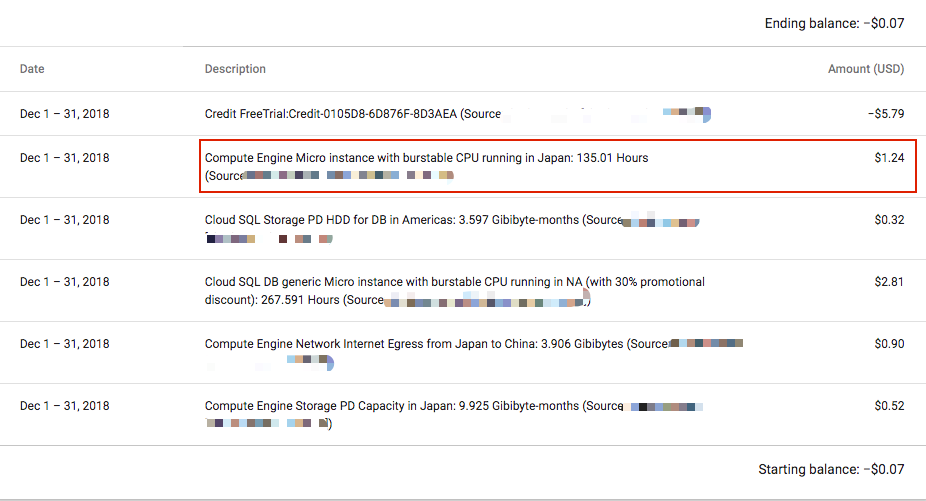 Ending balance: −$0.07
Date Description Amount (USD)
Dec 1 – 31, 2018 Credit FreeTrial:Credit-0105D8-6D876F-8D3AEA (Source −$5.79
Dec 1 – 31, 2018 Compute Engine Micro instance with burstable CPU running in Japan: 135.01 Hours $1.24
(Source
Dec 1 – 31, 2018 Cloud SQL Storage PD HDD for DB in Americas: 3.597 Gibibyte-months (Source $0.32
Dec 1 – 31, 2018 Cloud SQL DB generic Micro instance with burstable CPU running in NA (with 30% promotional $2.81
discount): 267.591 Hours (Source
Dec 1 – 31, 2018 Compute Engine Network Internet Egress from Japan to China: 3.906 Gibibytes (Source $0.90
Dec 1 – 31, 2018 Compute Engine Storage PD Capacity in Japan: 9.925 Gibibyte-months (Source $0.52
Starting balance: −$0.07